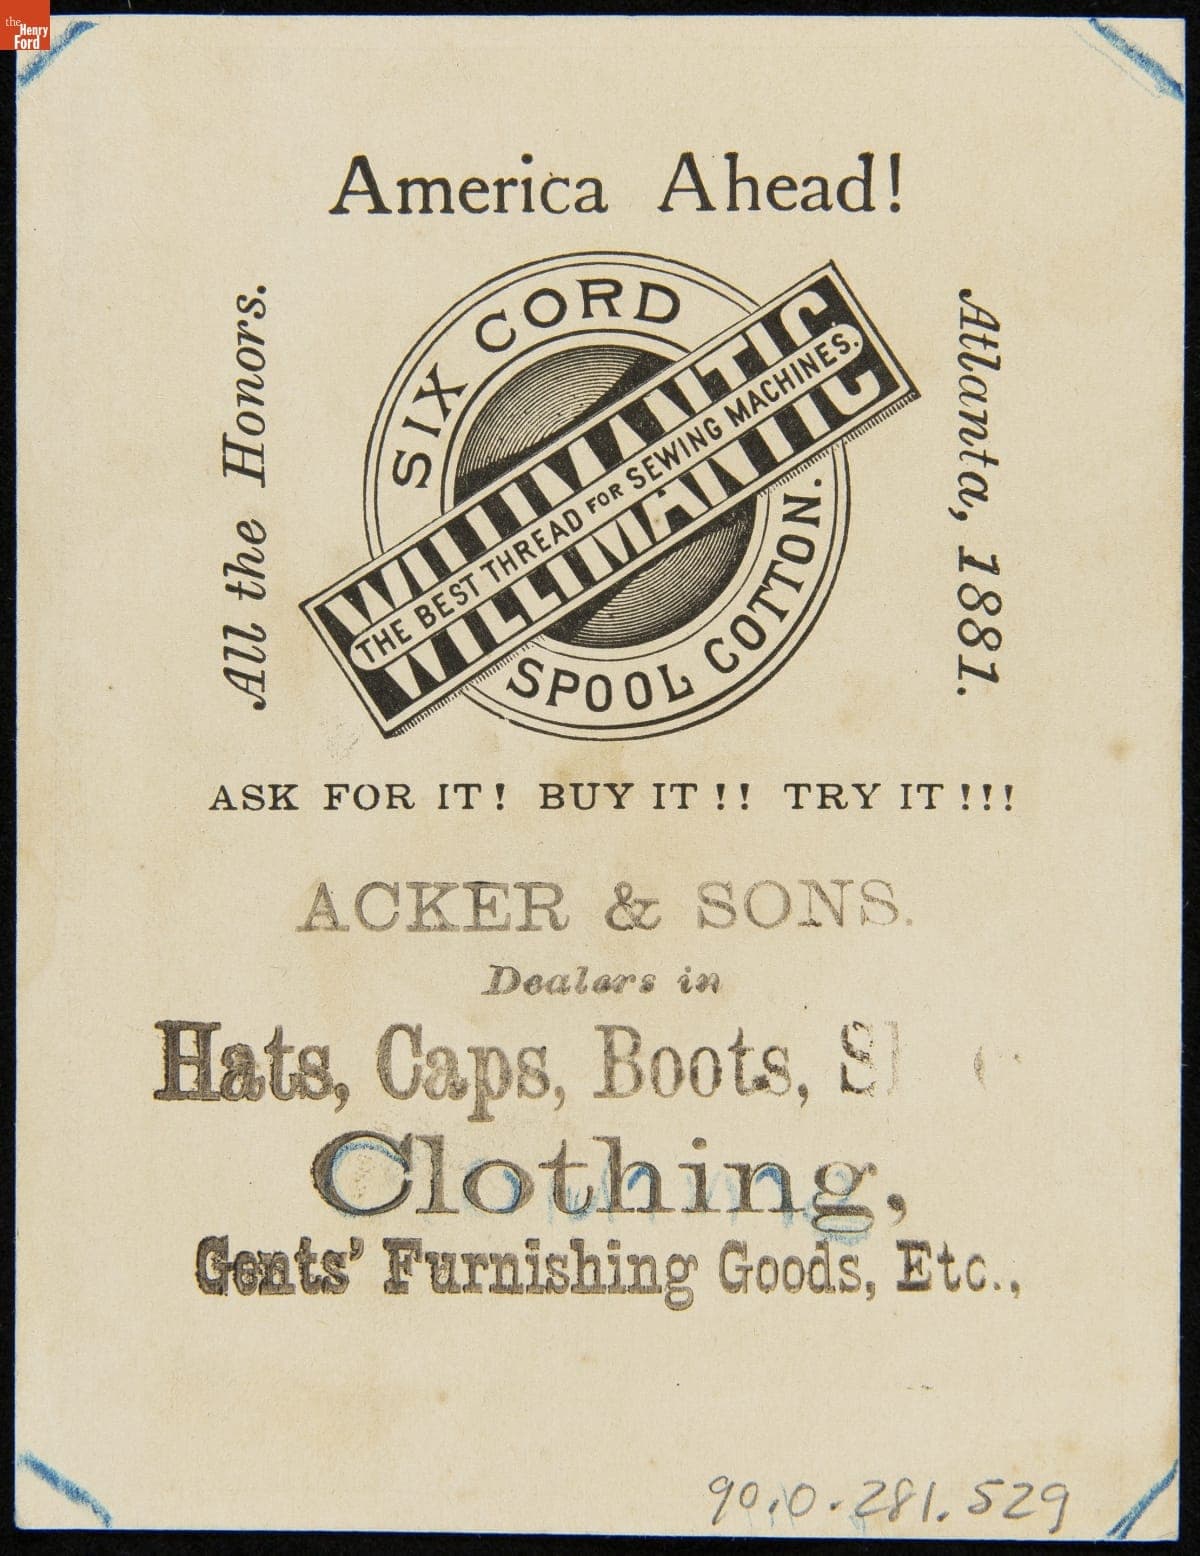 the Henry Ford
America Ahead!
All the Honors.
SIX CORD
WILLIMANTIC
THE BEST THREAD FOR SEWING MACHINES.
WILLIMANTIC
SPOOL COTTON.
Atlanta, 1881.
ASK FOR IT! BUY IT!! TRY IT!!!
ACKER & SONS.
Dealers in
Hats, Caps, Boots,
Clothing,
Gents' Furnishing Goods, Etc.,
90.0.281.529